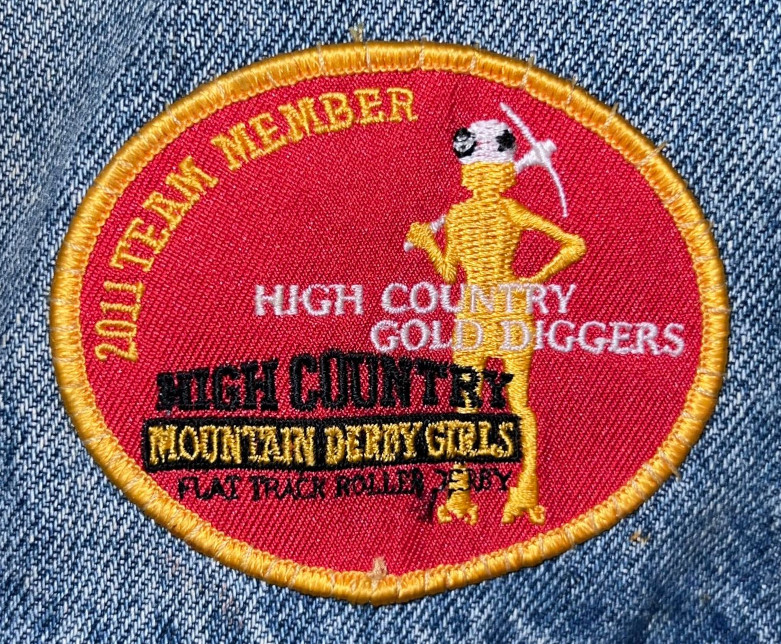 2011 TEAM MEMBER
HIGH COUNTRY
GOLD DIGGERS
HIGH COUNTRY
MOUNTAIN DERBY GIRLS
FLAT TRACK ROLLER DERBY